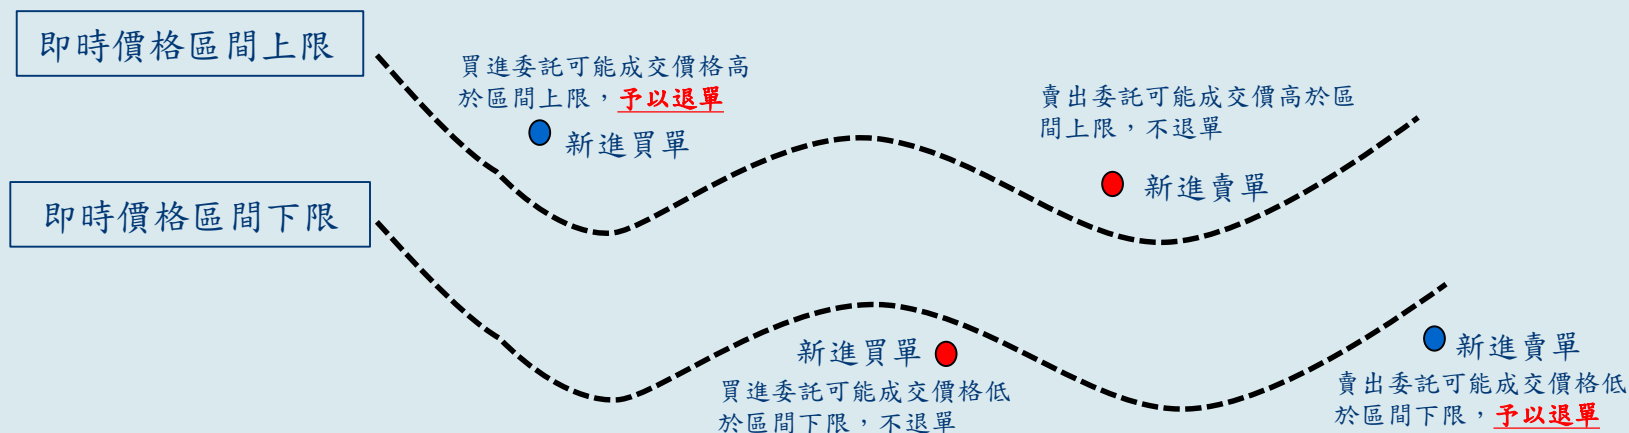 即時價格區間上限
買進委託可能成交價格高
於區間上限，予以退單
新進買單
賣出委託可能成交價高於區
間上限，不退單
新進賣單
即時價格區間下限
新進買單
買進委託可能成交價格低
於區間下限，不退單
新進賣單
賣出委託可能成交價格低
於區間下限，予以退單